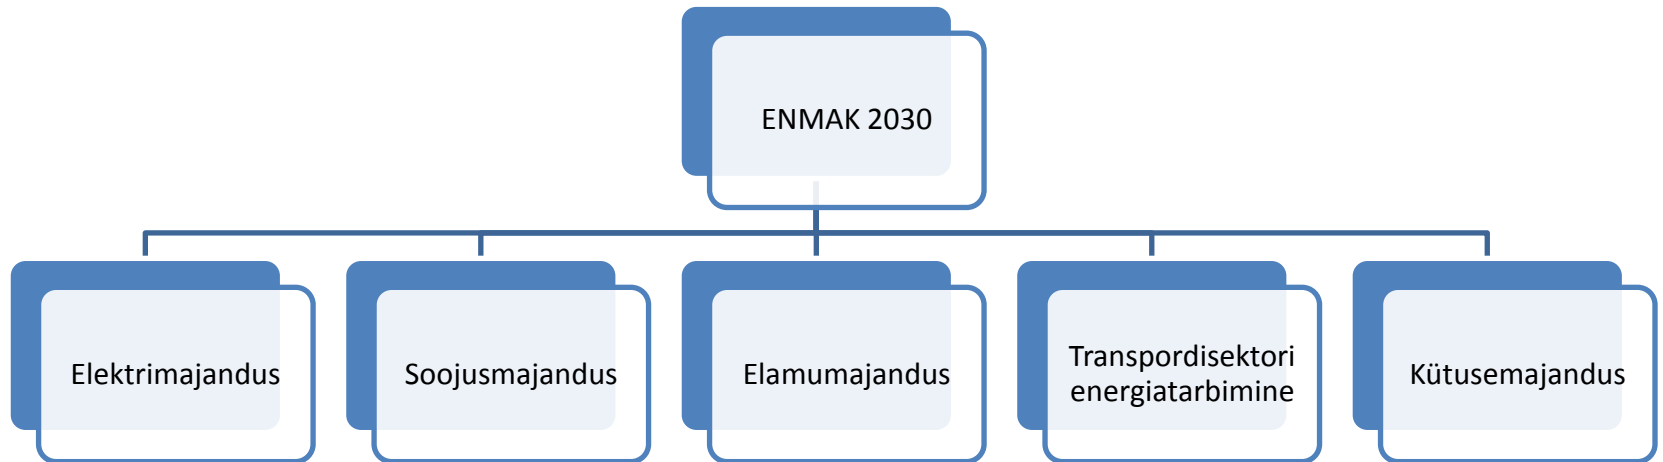 ENMAK 2030
Elektrimajandus
Soojusmajandus
Elamumajandus
Transpordisektori
energiatarbimine
Kütusemajandus